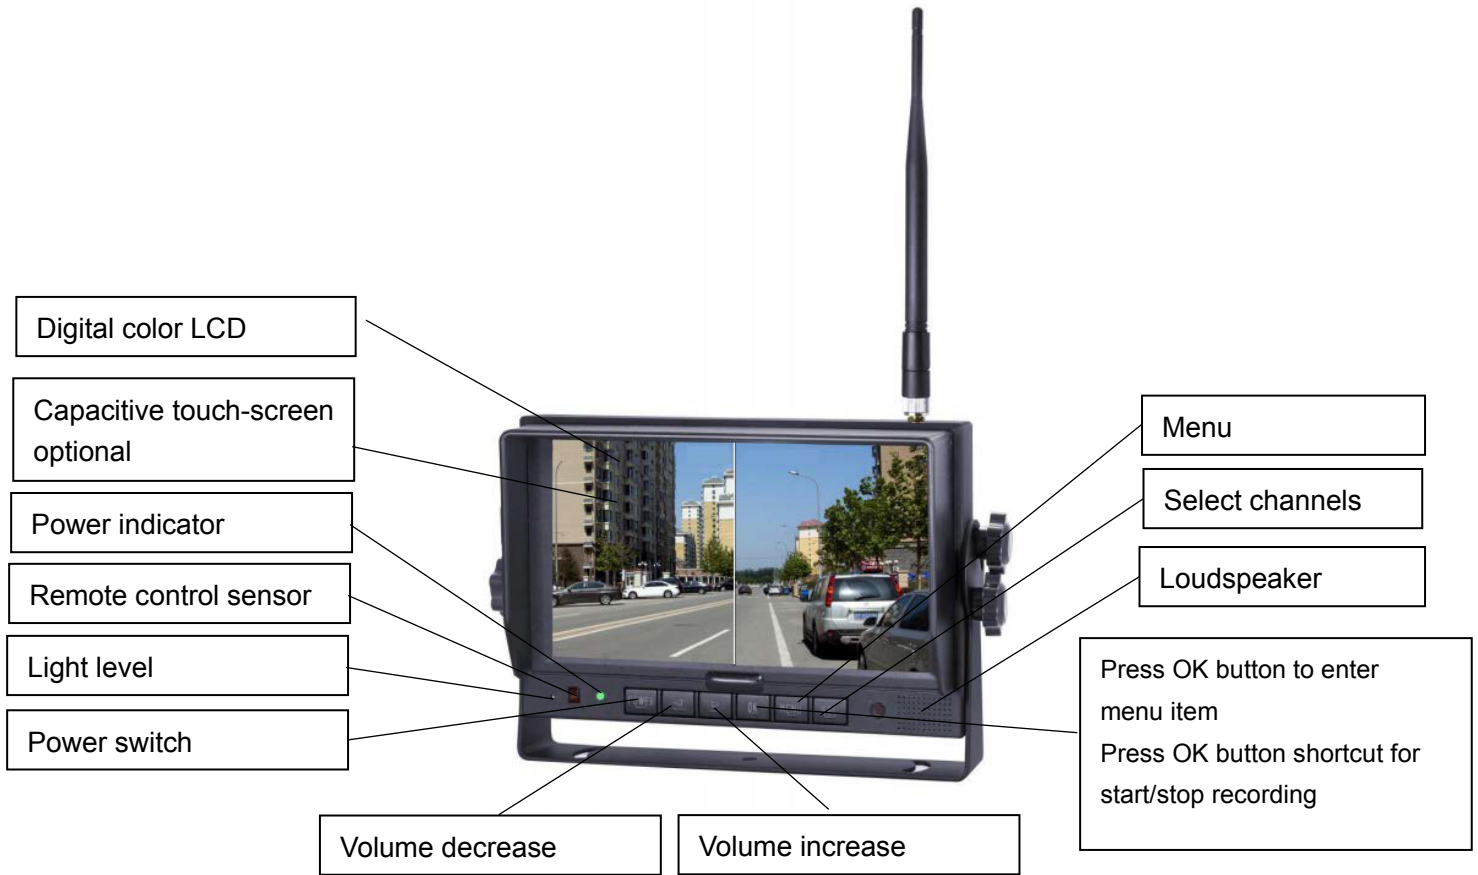 Digital color LCD
Capacitive touch-screen
optional
Power indicator
Remote control sensor
Light level
Power switch
Volume decrease
Volume increase
Menu
Select channels
Loudspeaker
Press OK button to enter
menu item
Press OK button shortcut for
start/stop recording
OK
MENU